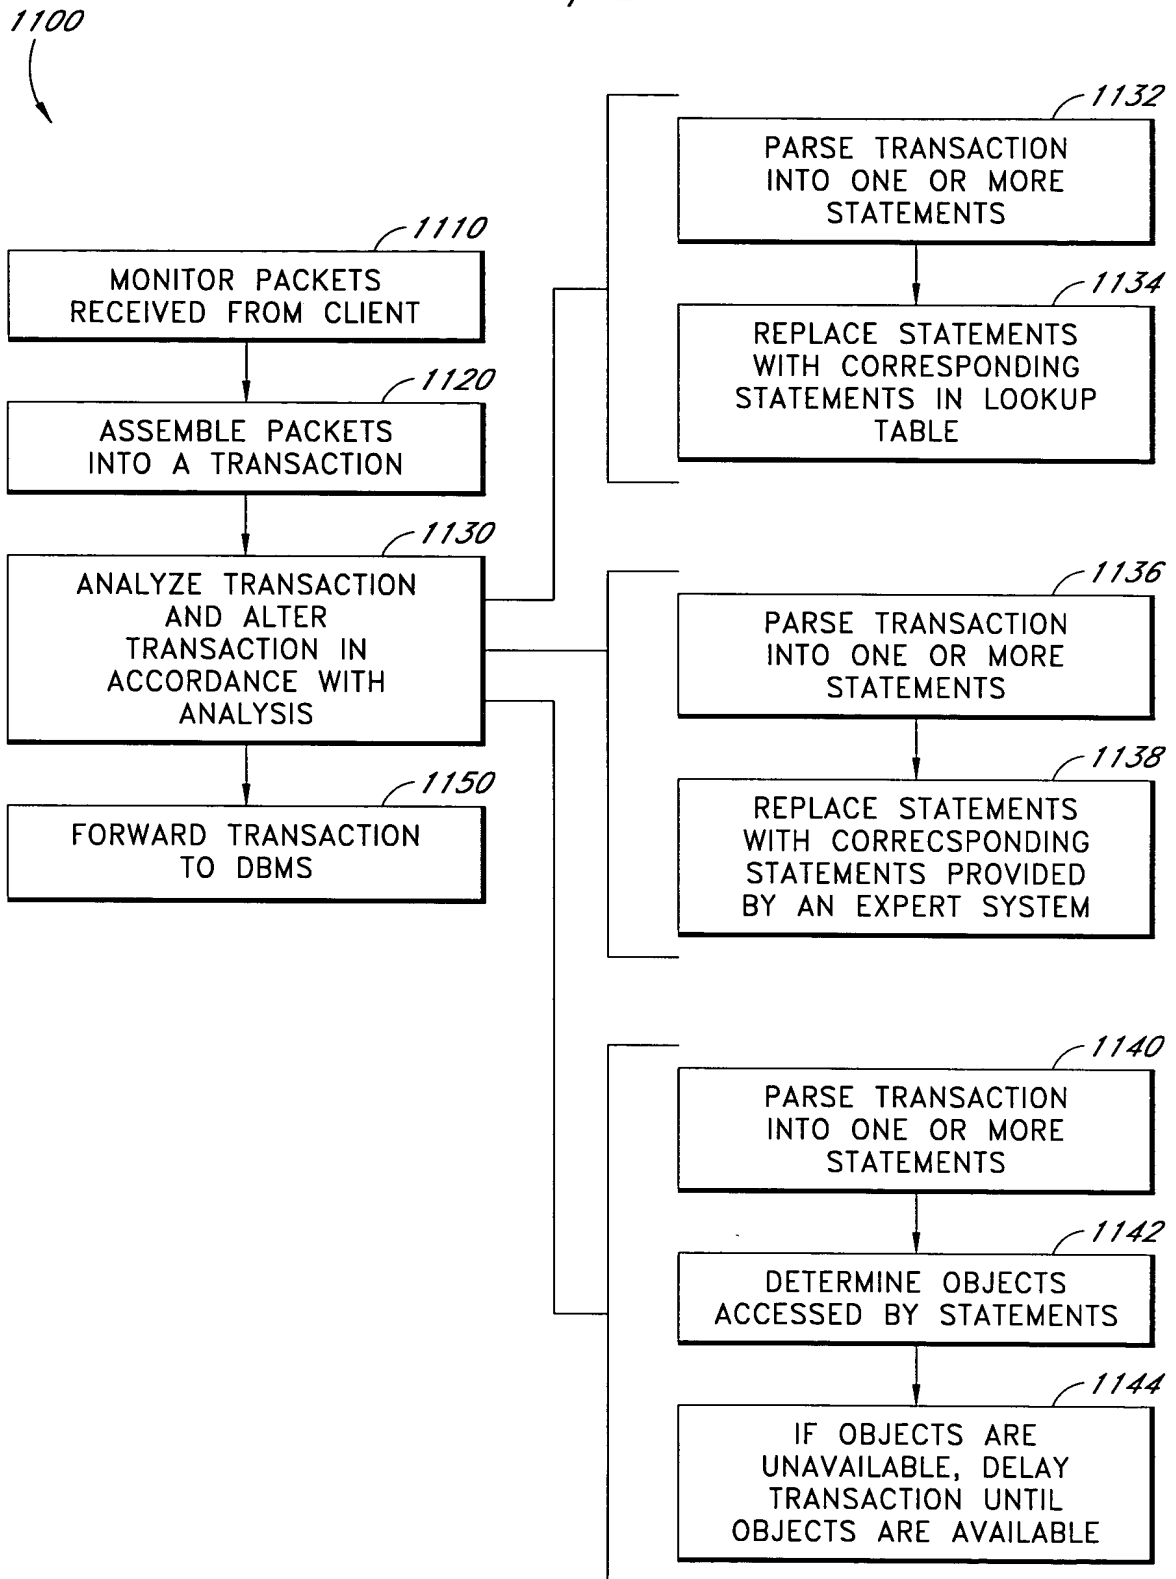 1100
1110
MONITOR PACKETS
RECEIVED FROM CLIENT
1120
ASSEMBLE PACKETS
INTO A TRANSACTION
1130
ANALYZE TRANSACTION
AND ALTER
TRANSACTION IN
ACCORDANCE WITH
ANALYSIS
1150
FORWARD TRANSACTION
TO DBMS
1132
PARSE TRANSACTION
INTO ONE OR MORE
STATEMENTS
1134
REPLACE STATEMENTS
WITH CORRESPONDING
STATEMENTS IN LOOKUP
TABLE
1136
PARSE TRANSACTION
INTO ONE OR MORE
STATEMENTS
1138
REPLACE STATEMENTS
WITH CORRECSPONDING
STATEMENTS PROVIDED
BY AN EXPERT SYSTEM
1140
PARSE TRANSACTION
INTO ONE OR MORE
STATEMENTS
1142
DETERMINE OBJECTS
ACCESSED BY STATEMENTS
1144
IF OBJECTS ARE
UNAVAILABLE, DELAY
TRANSACTION UNTIL
OBJECTS ARE AVAILABLE